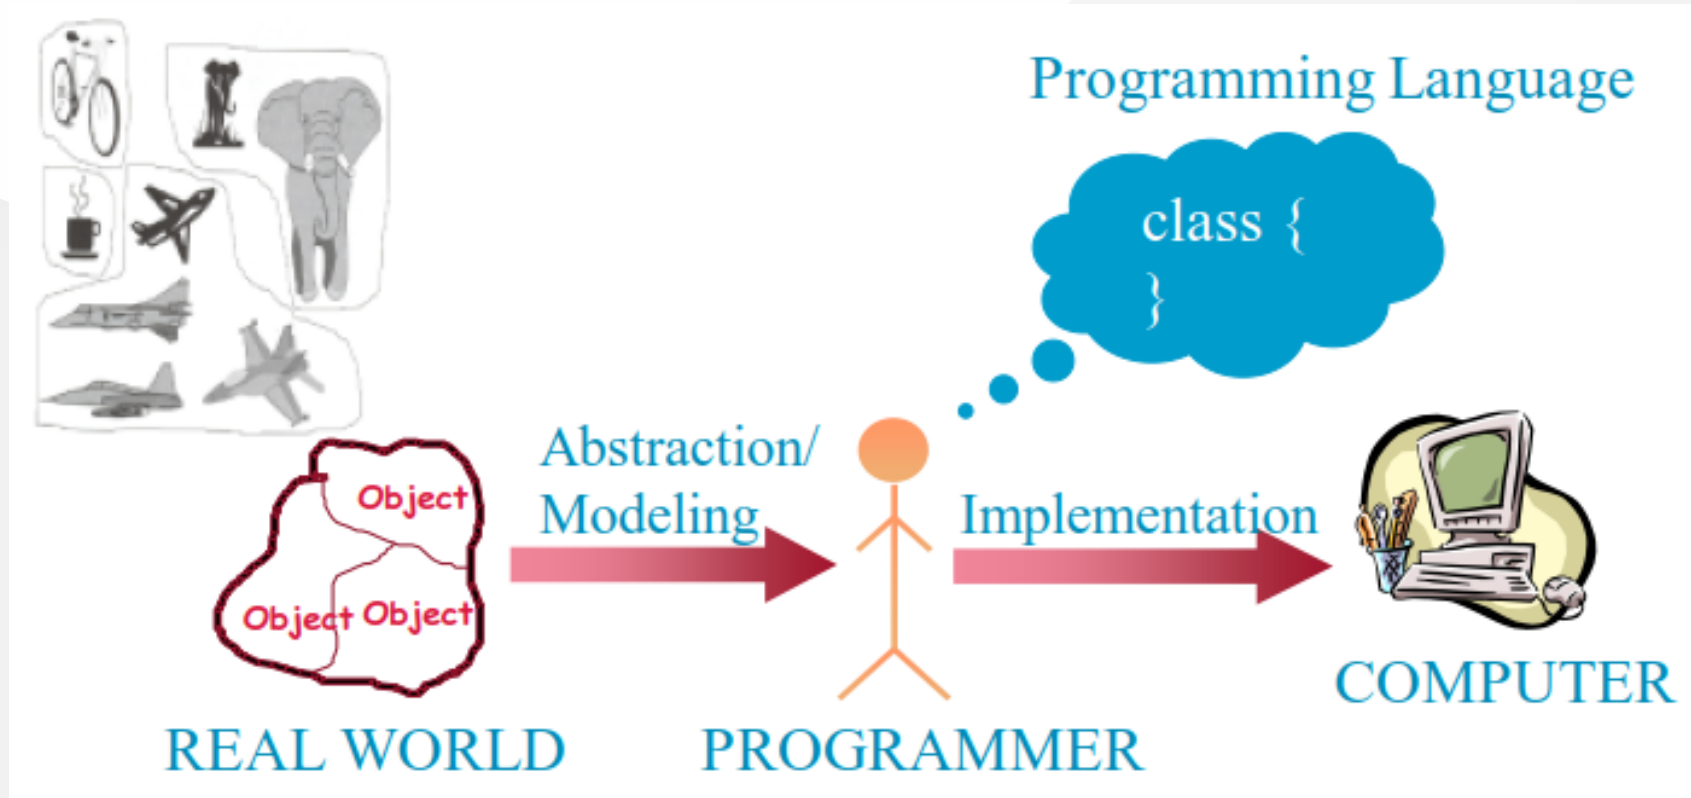 Programming Language
class {
}
Abstraction/
Modeling
Implementation
Object
Object
Object
REAL WORLD
PROGRAMMER
COMPUTER